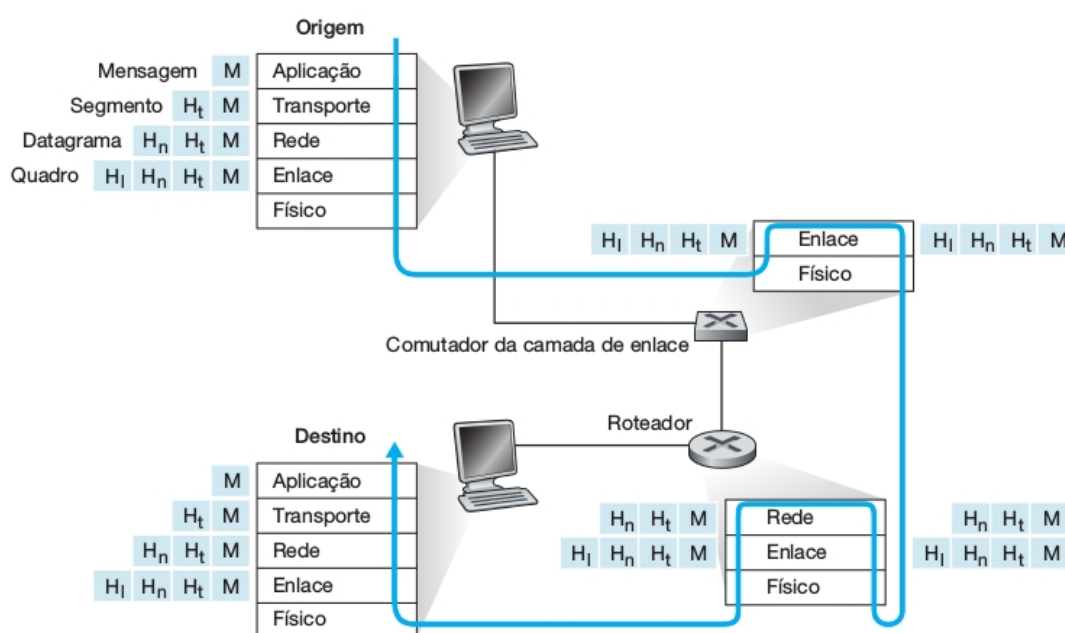 Origem
Mensagem M Aplicação
Segmento Ht M Transporte
Datagrama Hn Ht M Rede
Quadro Hl Hn Ht M Enlace
Físico
Hl Hn Ht M Enlace Hl Hn Ht M
Físico
Comutador da camada de enlace
Roteador
Destino
M Aplicação
Ht M Transporte
Hn Ht M Rede
Hl Hn Ht M Enlace
Físico
Hn Ht M Rede Hn Ht M
Hl Hn Ht M Enlace Hl Hn Ht M
Físico